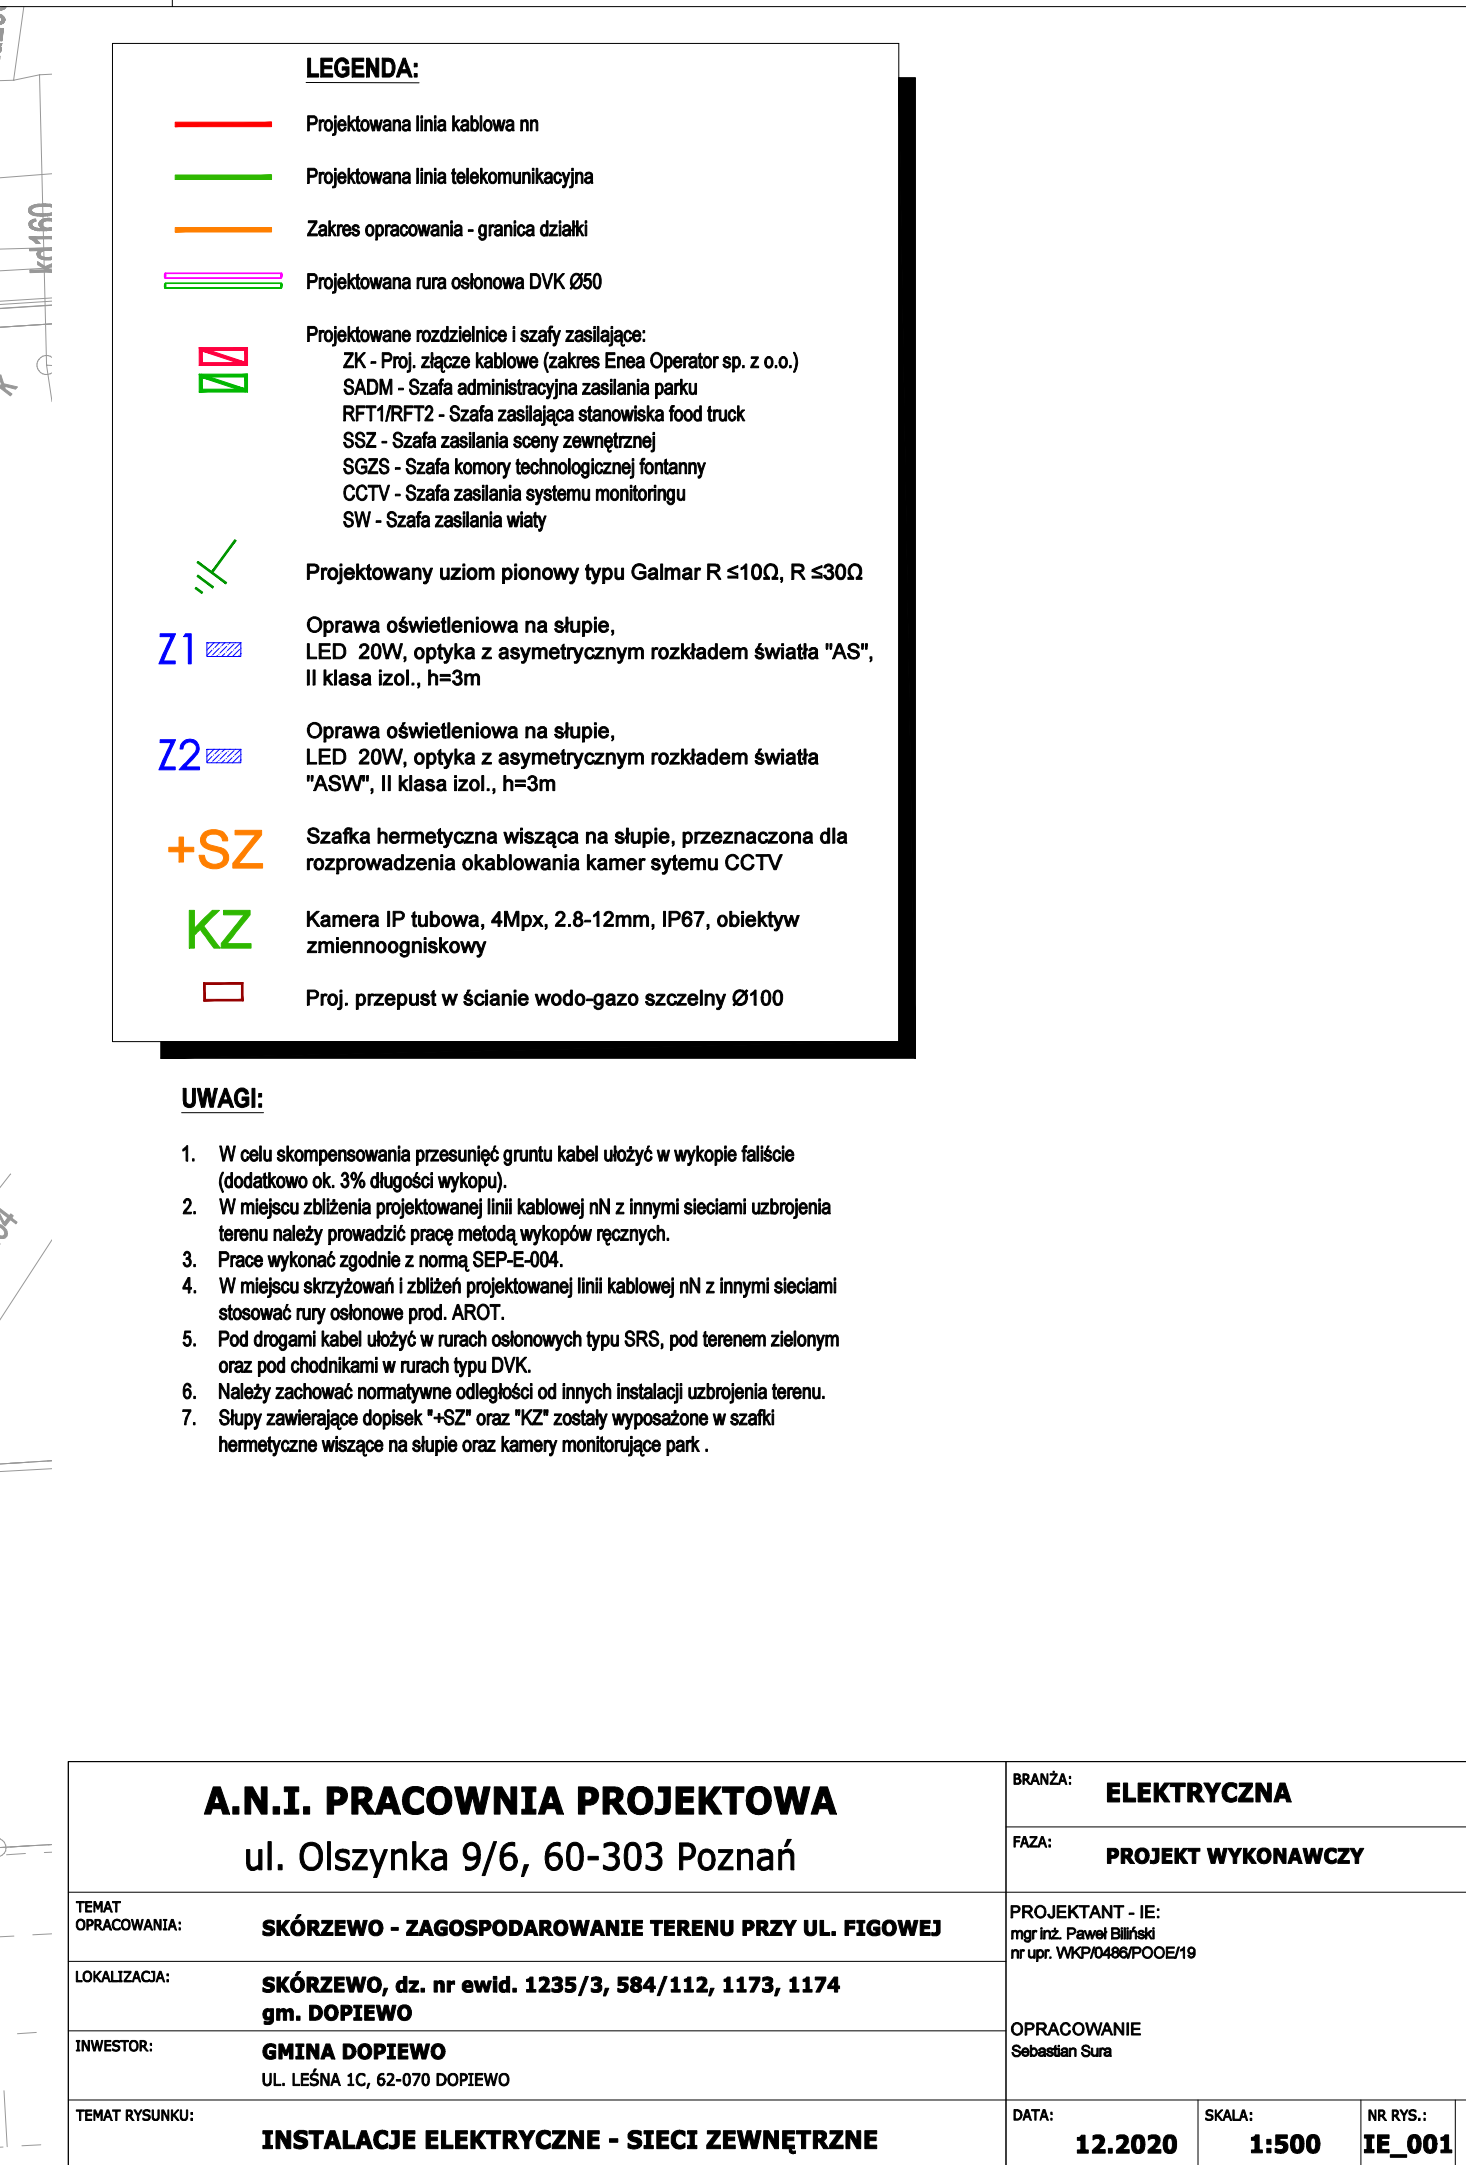 kd160
LEGENDA:
Projektowana linia kablowa nn
Projektowana linia telekomunikacyjna
Zakres opracowania - granica działki
Projektowana rura osłonowa DVK Ø50
Projektowane rozdzielnice i szafy zasilające:
ZK - Proj. złącze kablowe (zakres Enea Operator sp. z o.o.)
SADM - Szafa administracyjna zasilania parku
RFT1/RFT2 - Szafa zasilająca stanowiska food truck
SSZ - Szafa zasilania sceny zewnętrznej
SGZS - Szafa komory technologicznej fontanny
CCTV - Szafa zasilania systemu monitoringu
SW - Szafa zasilania wiaty
Projektowany uziom pionowy typu Galmar R ≤10Ω, R ≤30Ω
Z1
Oprawa oświetleniowa na słupie,
LED 20W, optyka z asymetrycznym rozkładem światła "AS",
II klasa izol., h=3m
Z2
Oprawa oświetleniowa na słupie,
LED 20W, optyka z asymetrycznym rozkładem światła
"ASW", II klasa izol., h=3m
+SZ
Szafka hermetyczna wisząca na słupie, przeznaczona dla
rozprowadzenia okablowania kamer sytemu CCTV
KZ
Kamera IP tubowa, 4Mpx, 2.8-12mm, IP67, obiektyw
zmiennoogniskowy
Proj. przepust w ścianie wodo-gazo szczelny Ø100
UWAGI:
1. W celu skompensowania przesunięć gruntu kabel ułożyć w wykopie faliście
(dodatkowo ok. 3% długości wykopu).
2. W miejscu zbliżenia projektowanej linii kablowej nN z innymi sieciami uzbrojenia
terenu należy prowadzić pracę metodą wykopów ręcznych.
3. Prace wykonać zgodnie z normą SEP-E-004.
4. W miejscu skrzyżowań i zbliżeń projektowanej linii kablowej nN z innymi sieciami
stosować rury osłonowe prod. AROT.
5. Pod drogami kabel ułożyć w rurach osłonowych typu SRS, pod terenem zielonym
oraz pod chodnikami w rurach typu DVK.
6. Należy zachować normatywne odległości od innych instalacji uzbrojenia terenu.
7. Słupy zawierające dopisek "+SZ" oraz "KZ" zostały wyposażone w szafki
hermetyczne wiszące na słupie oraz kamery monitorujące park .
A.N.I. PRACOWNIA PROJEKTOWA
ul. Olszynka 9/6, 60-303 Poznań
BRANŻA:
ELEKTRYCZNA
FAZA:
PROJEKT WYKONAWCZY
TEMAT
OPRACOWANIA:
SKÓRZEWO - ZAGOSPODAROWANIE TERENU PRZY UL. FIGOWEJ
PROJEKTANT - IE:
mgr inż. Paweł Biliński
nr upr. WKP/0486/POOE/19
LOKALIZACJA:
SKÓRZEWO, dz. nr ewid. 1235/3, 584/112, 1173, 1174
gm. DOPIEWO
OPRACOWANIE
Sebastian Sura
INWESTOR:
GMINA DOPIEWO
UL. LEŚNA 1C, 62-070 DOPIEWO
TEMAT RYSUNKU:
INSTALACJE ELEKTRYCZNE - SIECI ZEWNĘTRZNE
DATA:
12.2020
SKALA:
1:500
NR RYS.:
IE_001